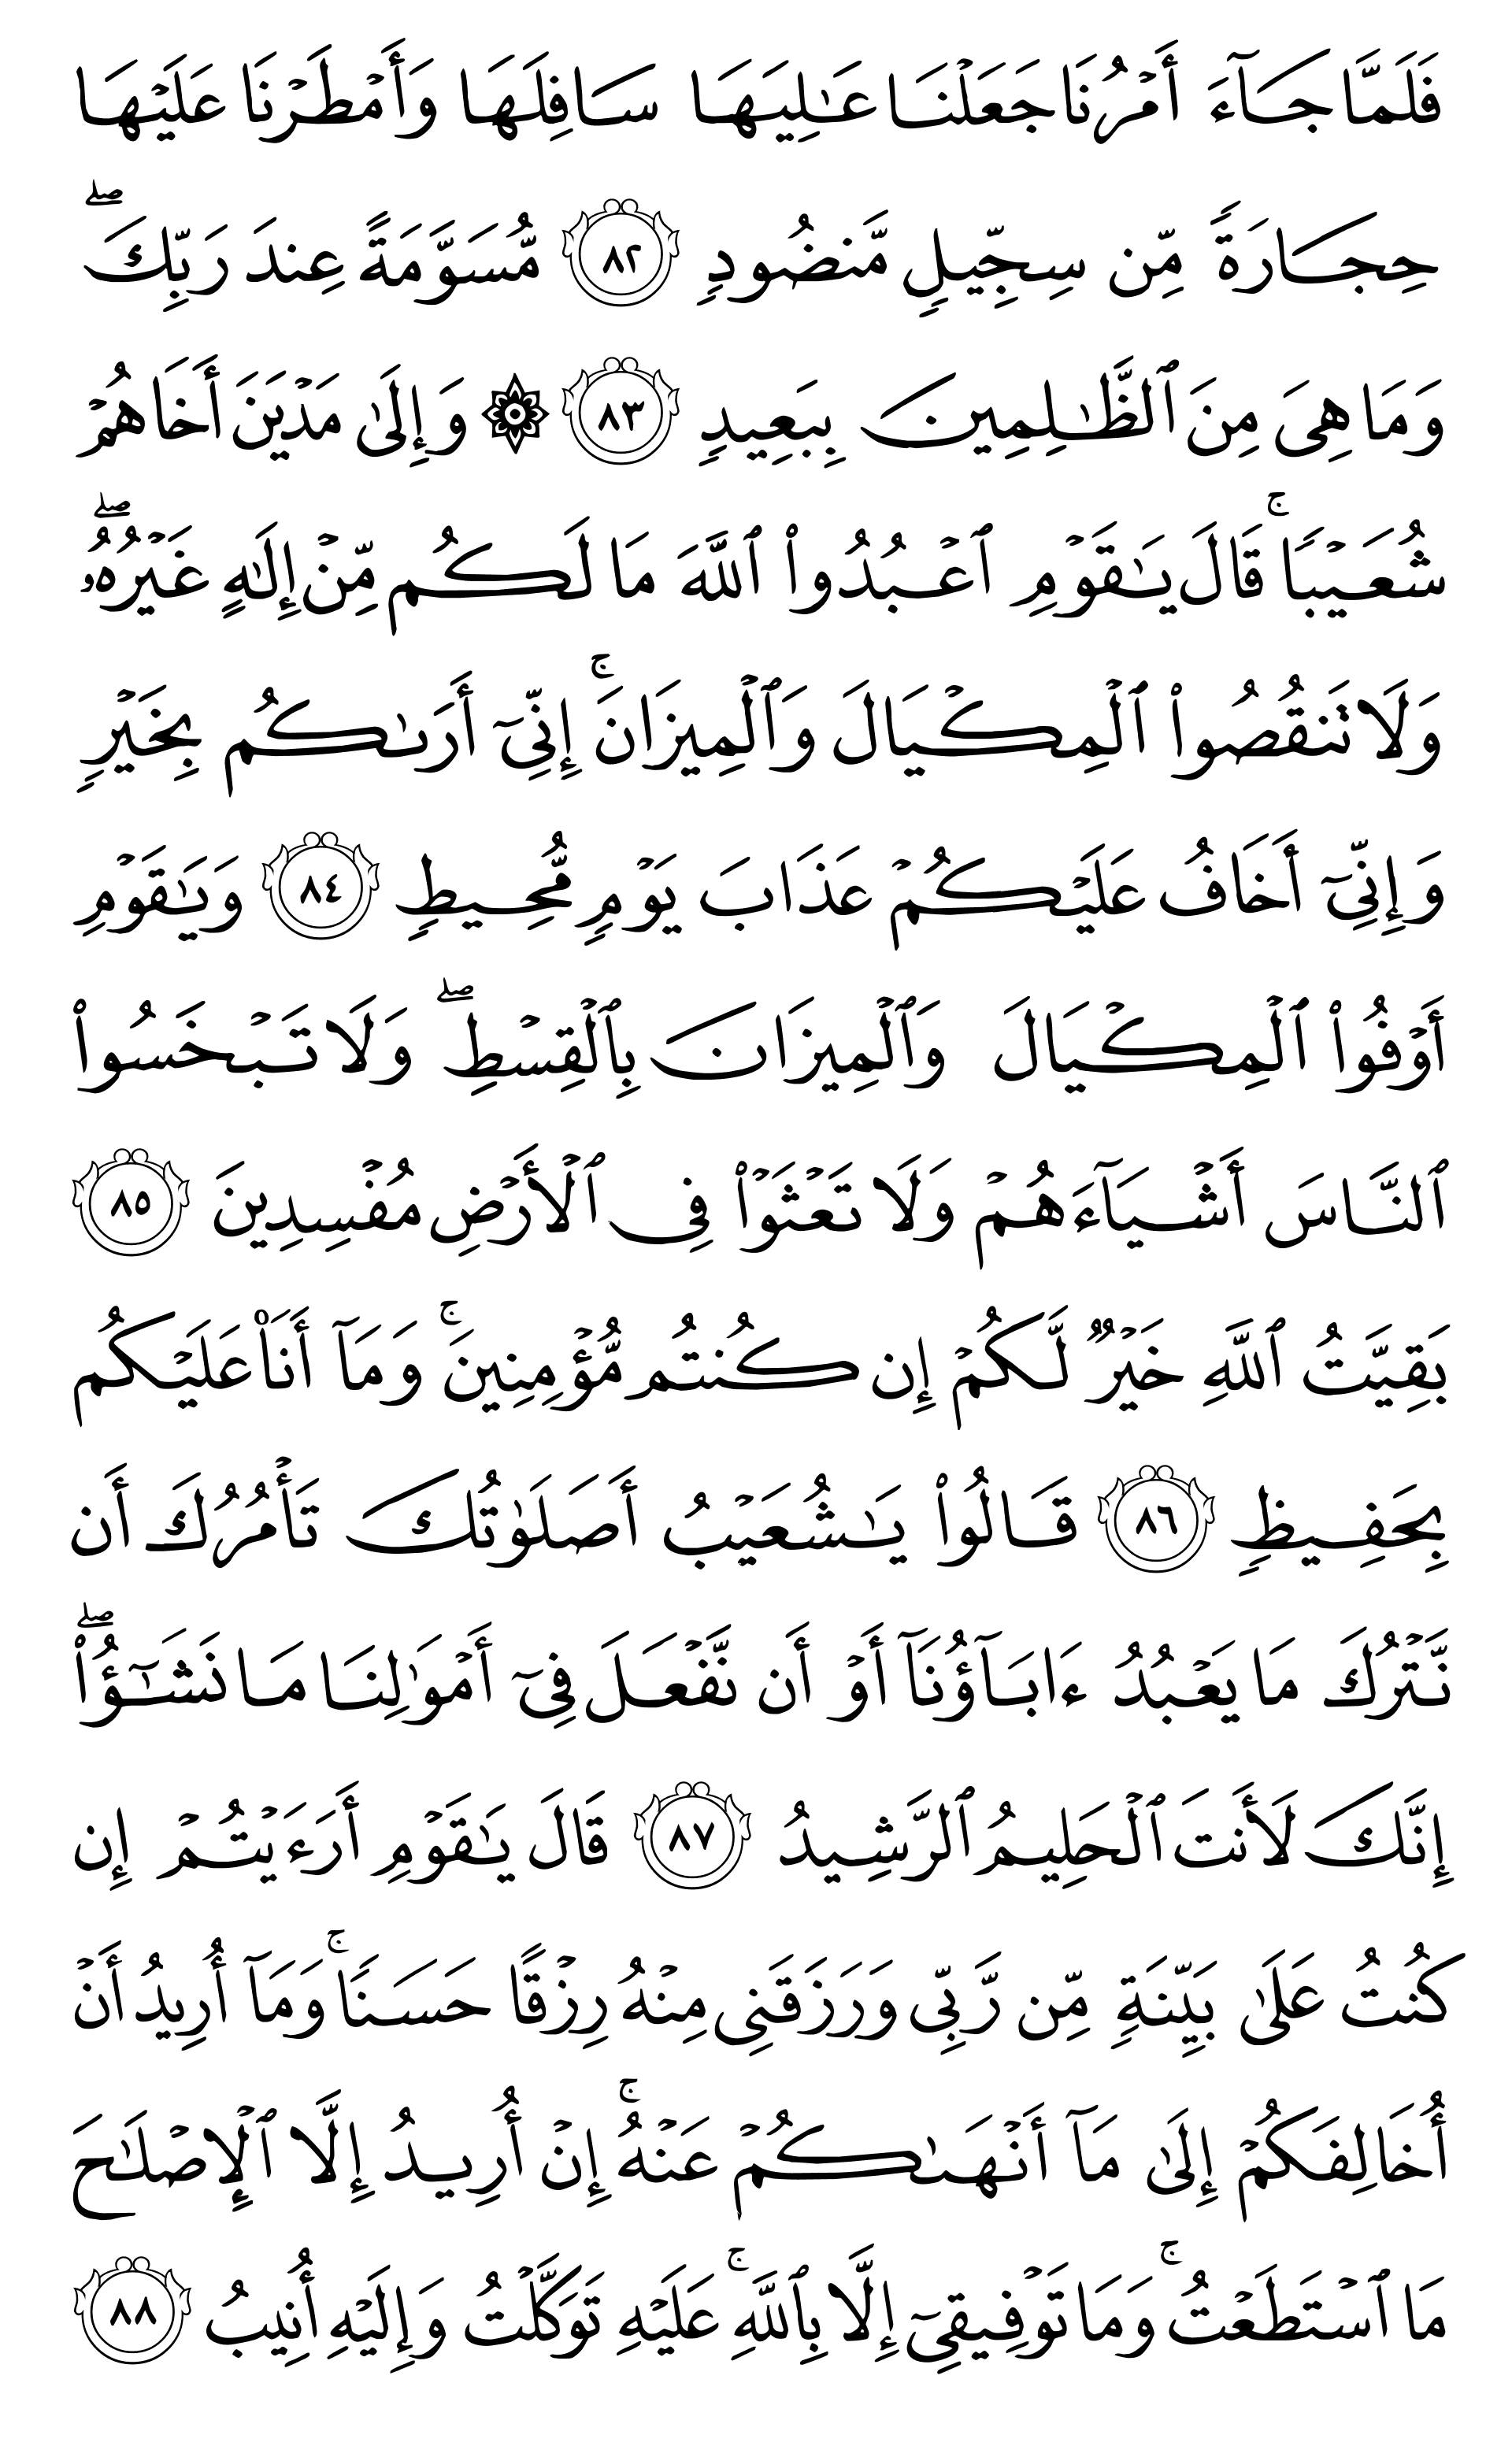 فَلَمَّا جَآءَ أَمْرُنَا جَعَلْنَا عَـٰلِيَهَا سَافِلَهَا وَأَمْطَرْنَا عَلَيْهَا
حِجَارَةً مِّن سِجِّيلٍ مَّنضُودٍ ٨٢ مُّسَوَّمَةً عِندَ رَبِّكَ ۖ
وَمَا هِىَ مِنَ ٱلظَّـٰلِمِينَ بِبَعِيدٍ ٨٣ ۞ وَإِلَىٰ مَدْيَنَ أَخَاهُمْ
شُعَيْبًا ۚ قَالَ يَـٰقَوْمِ ٱعْبُدُوا۟ ٱللَّهَ مَا لَكُم مِّنْ إِلَـٰهٍ غَيْرُهُۥ ۖ
وَلَا تَنقُصُوا۟ ٱلْمِكْيَالَ وَٱلْمِيزَانَ ۚ إِنِّىٓ أَرَىٰكُم بِخَيْرٍ
وَإِنِّىٓ أَخَافُ عَلَيْكُمْ عَذَابَ يَوْمٍ مُّحِيطٍ ٨٤ وَيَـٰقَوْمِ
أَوْفُوا۟ ٱلْمِكْيَالَ وَٱلْمِيزَانَ بِٱلْقِسْطِ ۖ وَلَا تَبْخَسُوا۟
ٱلنَّاسَ أَشْيَآءَهُمْ وَلَا تَعْثَوْا۟ فِى ٱلْأَرْضِ مُفْسِدِينَ ٨٥
بَقِيَّتُ ٱللَّهِ خَيْرٌ لَّكُمْ إِن كُنتُم مُّؤْمِنِينَ ۚ وَمَآ أَنَا۠ عَلَيْكُم
بِحَفِيظٍ ٨٦ قَالُوا۟ يَـٰشُعَيْبُ أَصَلَوٰتُكَ تَأْمُرُكَ أَن
نَّتْرُكَ مَا يَعْبُدُ ءَابَآؤُنَآ أَوْ أَن نَّفْعَلَ فِىٓ أَمْوَٰلِنَا مَا نَشَـٰٓؤُا۟ ۖ
إِنَّكَ لَأَنتَ ٱلْحَلِيمُ ٱلرَّشِيدُ ٨٧ قَالَ يَـٰقَوْمِ أَرَءَيْتُمْ إِن
كُنتُ عَلَىٰ بَيِّنَةٍ مِّن رَّبِّى وَرَزَقَنِى مِنْهُ رِزْقًا حَسَنًا ۚ وَمَآ أُرِيدُ أَنْ
أُخَالِفَكُمْ إِلَىٰ مَآ أَنْهَىٰكُمْ عَنْهُ ۚ إِنْ أُرِيدُ إِلَّا ٱلْإِصْلَـٰحَ
مَا ٱسْتَطَعْتُ ۚ وَمَا تَوْفِيقِىٓ إِلَّا بِٱللَّهِ ۚ عَلَيْهِ تَوَكَّلْتُ وَإِلَيْهِ أُنِيبُ ٨٨